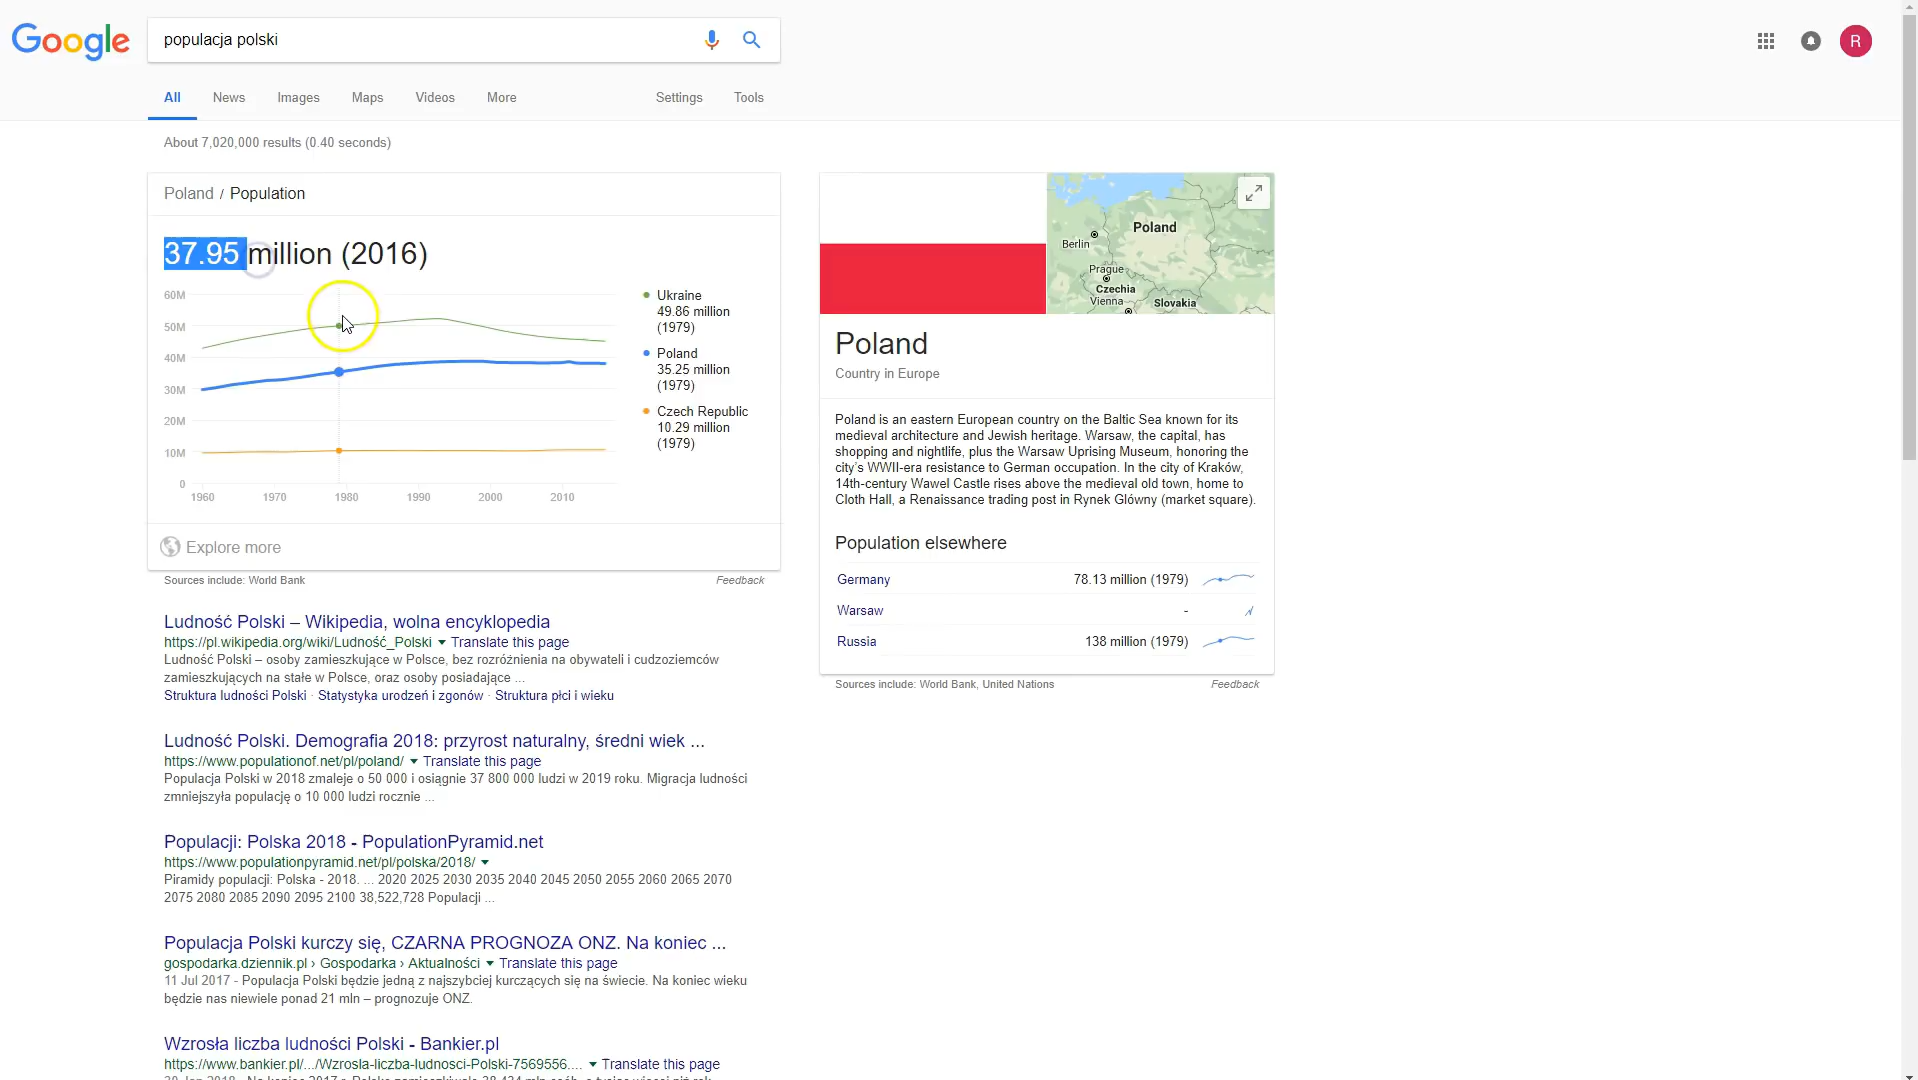 Google
populacja polski
R
All News Images Maps Videos More Settings Tools
About 7,020,000 results (0.40 seconds)
Poland / Population
37.95 million (2016)
60M
50M
40M
30M
20M
10M
0
1960 1970 1980 1990 2000 2010
Ukraine
49.86 million
(1979)
Poland
35.25 million
(1979)
Czech Republic
10.29 million
(1979)
Explore more
Sources include: World Bank
Feedback
Ludność Polski – Wikipedia, wolna encyklopedia
https://pl.wikipedia.org/wiki/Ludność_Polski Translate this page
Ludność Polski – osoby zamieszkujące w Polsce, bez rozróżnienia na obywateli i cudzoziemców
zamieszkujących na stałe w Polsce, oraz osoby posiadające ...
Struktura ludności Polski · Statystyka urodzeń i zgonów · Struktura płci i wieku
Ludność Polski. Demografia 2018: przyrost naturalny, średni wiek ...
https://www.populationof.net/pl/poland/ Translate this page
Populacja Polski w 2018 zmaleje o 50 000 i osiągnie 37 800 000 ludzi w 2019 roku. Migracja ludności
zmniejszyła populację o 10 000 ludzi rocznie ...
Populacji: Polska 2018 - PopulationPyramid.net
https://www.populationpyramid.net/pl/polska/2018/
Piramidy populacji: Polska - 2018. ... 2020 2025 2030 2035 2040 2045 2050 2055 2060 2065 2070
2075 2080 2085 2090 2095 2100 38,522,728 Populacji ...
Populacja Polski kurczy się, CZARNA PROGNOZA ONZ. Na koniec ...
gospodarka.dziennik.pl › Gospodarka › Aktualności Translate this page
11 Jul 2017 - Populacja Polski będzie jedną z najszybciej kurczących się na świecie. Na koniec wieku
będzie nas niewiele ponad 21 mln – prognozuje ONZ.
Wzrosła liczba ludności Polski - Bankier.pl
https://www.bankier.pl/.../Wzrosla-liczba-ludnosci-Polski-7569556.... Translate this page
Poland
Berlin
Prague
Czechia
Vienna
Slovakia
Poland
Country in Europe
Poland is an eastern European country on the Baltic Sea known for its
medieval architecture and Jewish heritage. Warsaw, the capital, has
shopping and nightlife, plus the Warsaw Uprising Museum, honoring the
city's WWII-era resistance to German occupation. In the city of Kraków,
14th-century Wawel Castle rises above the medieval old town, home to
Cloth Hall, a Renaissance trading post in Rynek Glówny (market square).
Population elsewhere
Germany 78.13 million (1979)
Warsaw -
Russia 138 million (1979)
Sources include: World Bank, United Nations
Feedback